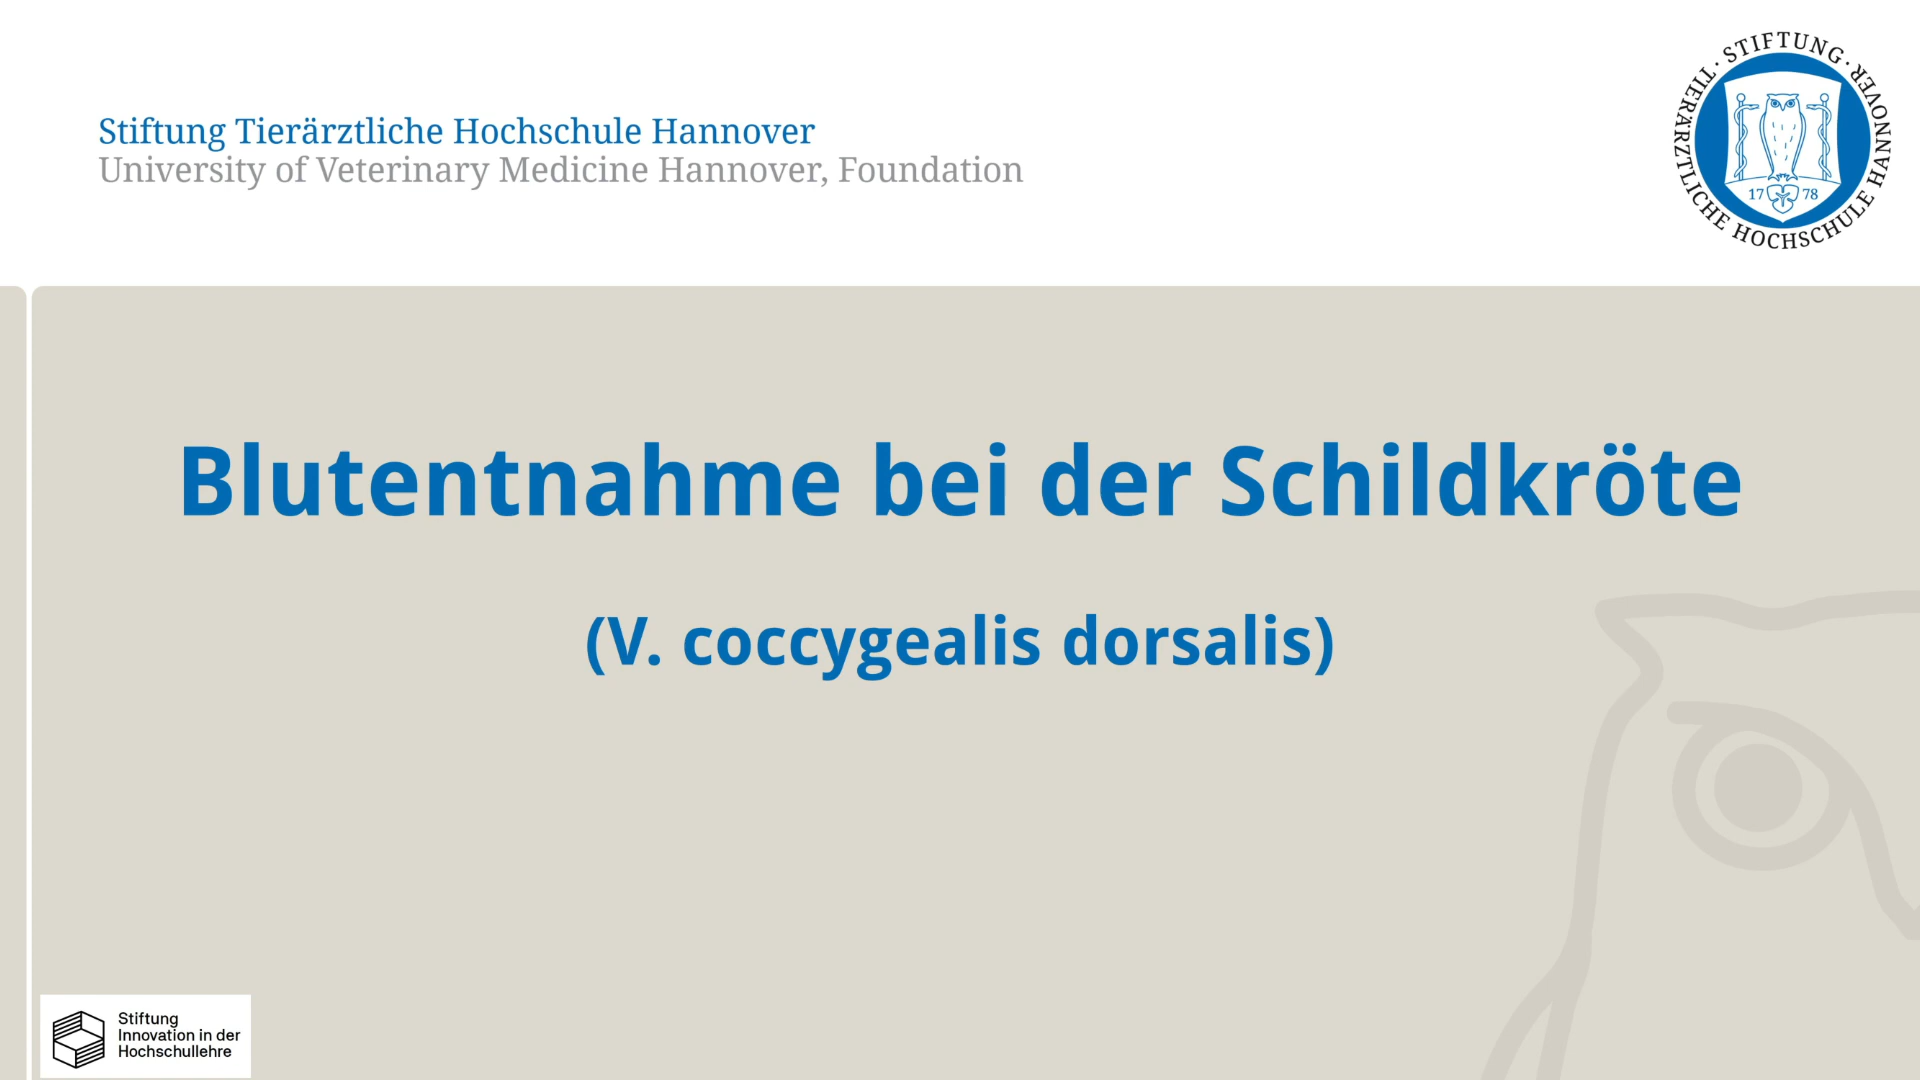 Stiftung Tierärztliche Hochschule Hannover
University of Veterinary Medicine Hannover, Foundation
· STIFTUNG · TIERÄRZTLICHE HOCHSCHULE HANNOVER
17 78
Blutentnahme bei der Schildkröte
(V. coccygealis dorsalis)
Stiftung
Innovation in der
Hochschullehre